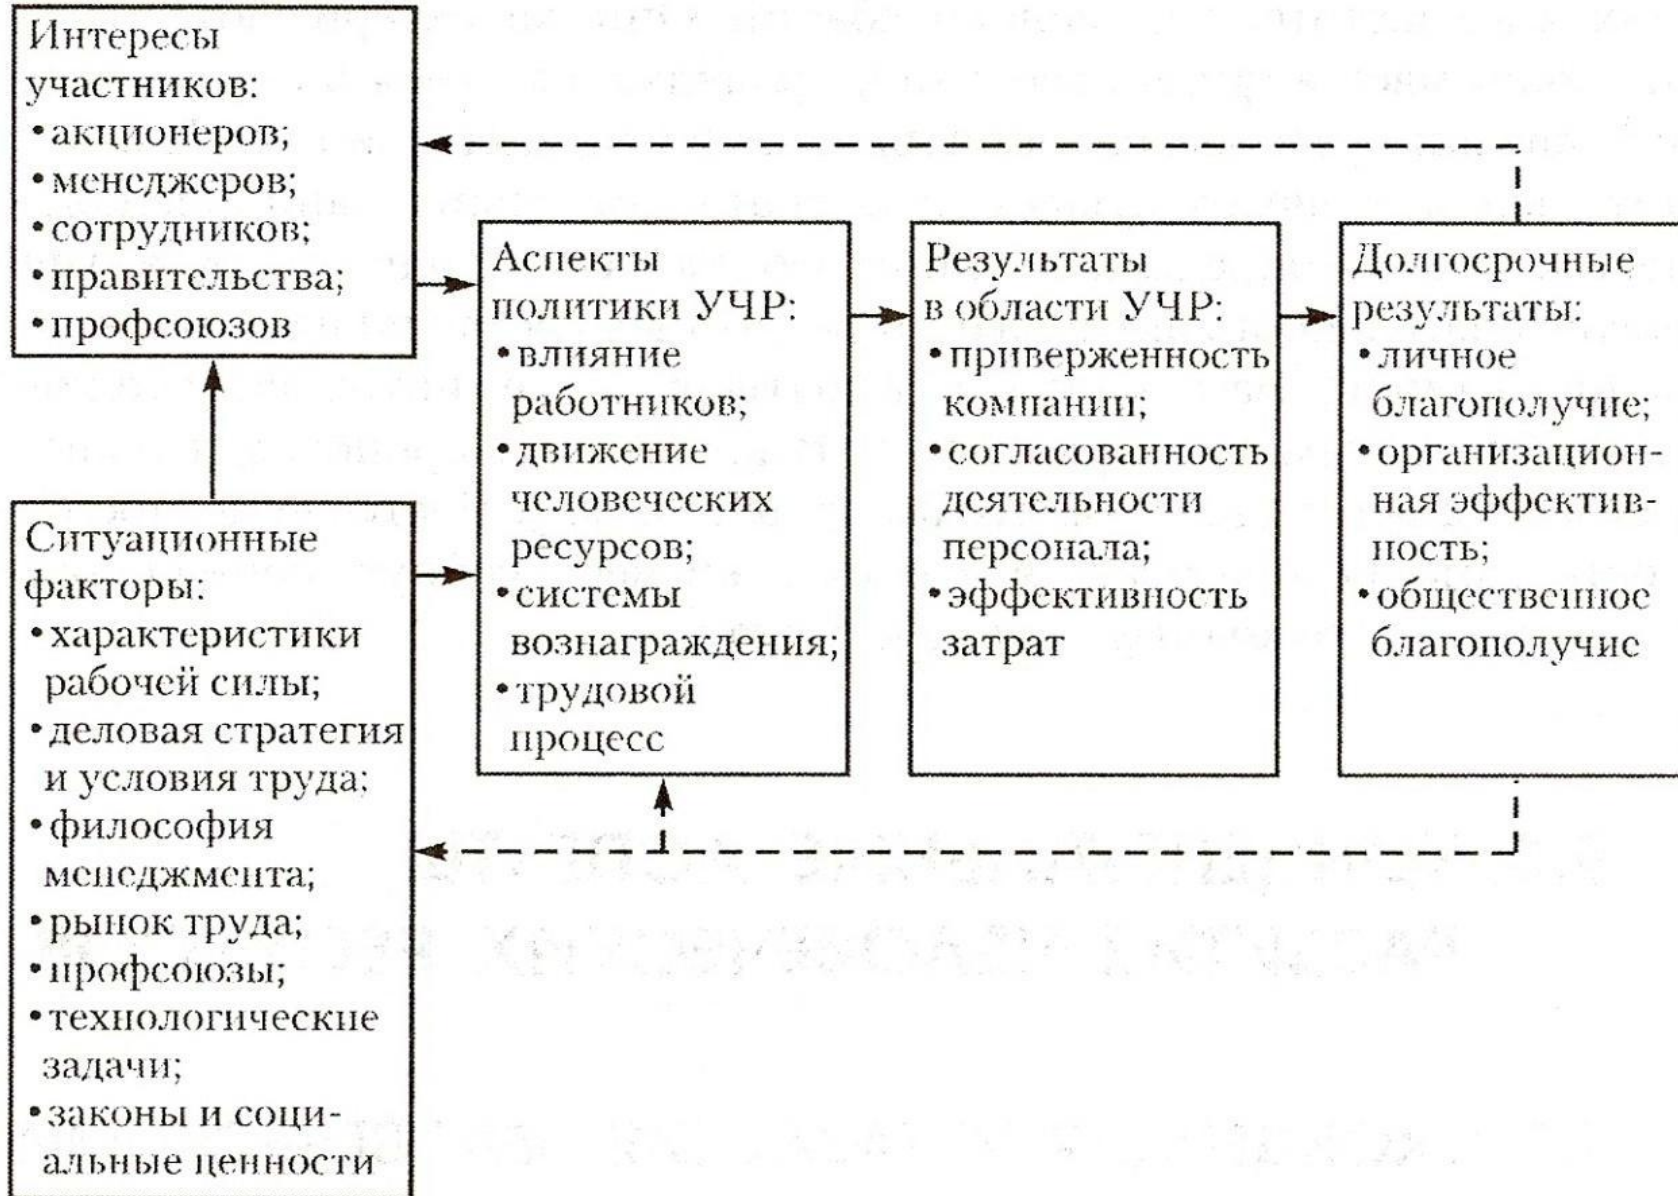 Интересы
участников:
• акционеров;
• менеджеров;
• сотрудников;
• правительства;
• профсоюзов
Ситуационные
факторы:
• характеристики
рабочей силы;
• деловая стратегия
и условия труда;
• философия
менеджмента;
• рынок труда;
• профсоюзы;
• технологические
задачи;
• законы и соци-
альные ценности
Аспекты
политики УЧР:
• влияние
работников;
• движение
человеческих
ресурсов;
• системы
вознаграждения;
• трудовой
процесс
Результаты
в области УЧР:
• приверженность
компании;
• согласованность
деятельности
персонала;
• эффективность
затрат
Долгосрочные
результаты:
• личное
благополучие;
• организацион-
ная эффектив-
ность;
• общественное
благополучие